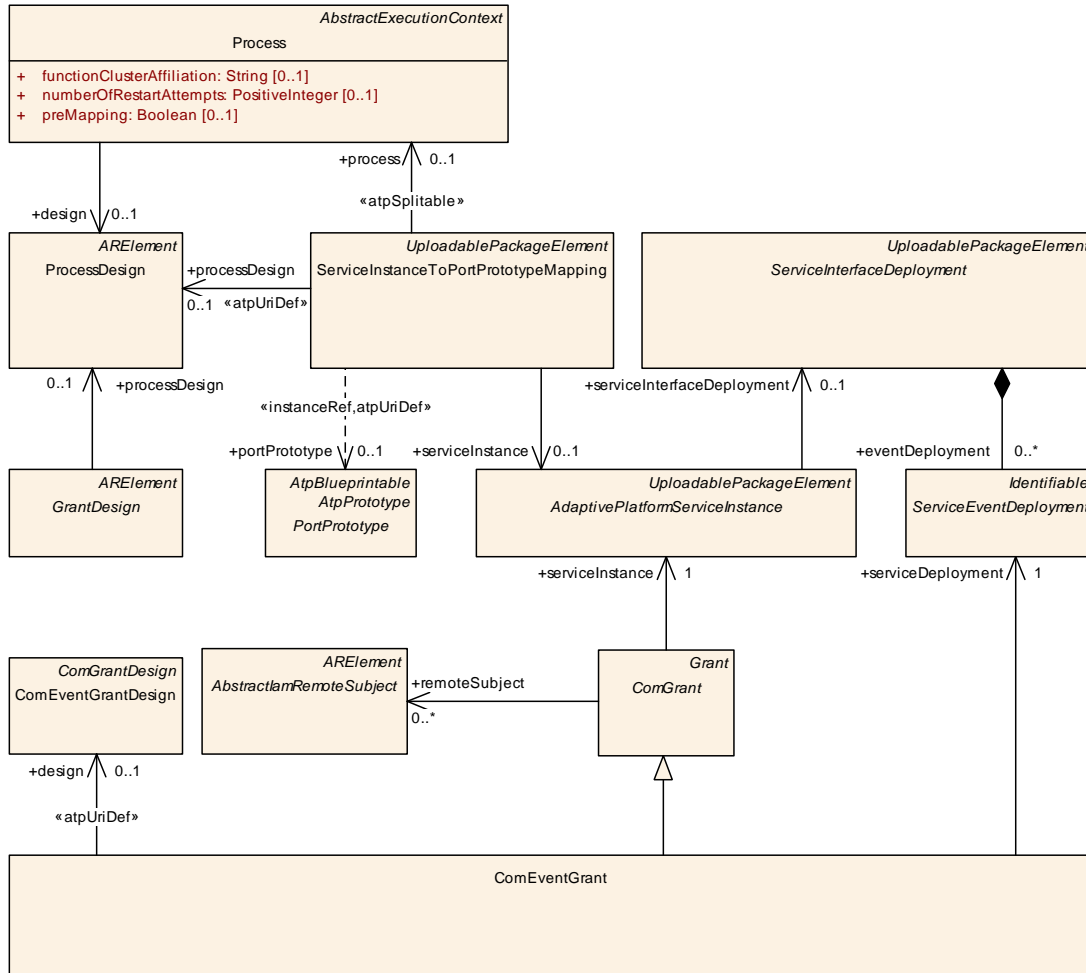 AbstractExecutionContext
Process
+ functionClusterAffiliation: String [0..1]
+ numberOfRestartAttempts: PositiveInteger [0..1]
+ preMapping: Boolean [0..1]
+process 0..1
«atpSplitable»
+design 0..1
ARElement
ProcessDesign
UploadablePackageElement
ServiceInstanceToPortPrototypeMapping
UploadablePackageElement
ServiceInterfaceDeployment
+processDesign
0..1 «atpUriDef»
0..1 +processDesign
+serviceInterfaceDeployment 0..1
«instanceRef,atpUriDef»
+portPrototype 0..1
+serviceInstance 0..1
+eventDeployment 0..*
ARElement
GrantDesign
AtpBlueprintable
AtpPrototype
PortPrototype
UploadablePackageElement
AdaptivePlatformServiceInstance
Identifiable
ServiceEventDeployment
+serviceInstance 1
+serviceDeployment 1
ComGrantDesign
ComEventGrantDesign
ARElement
AbstractIamRemoteSubject
+remoteSubject
0..*
Grant
ComGrant
+design 0..1
«atpUriDef»
ComEventGrant